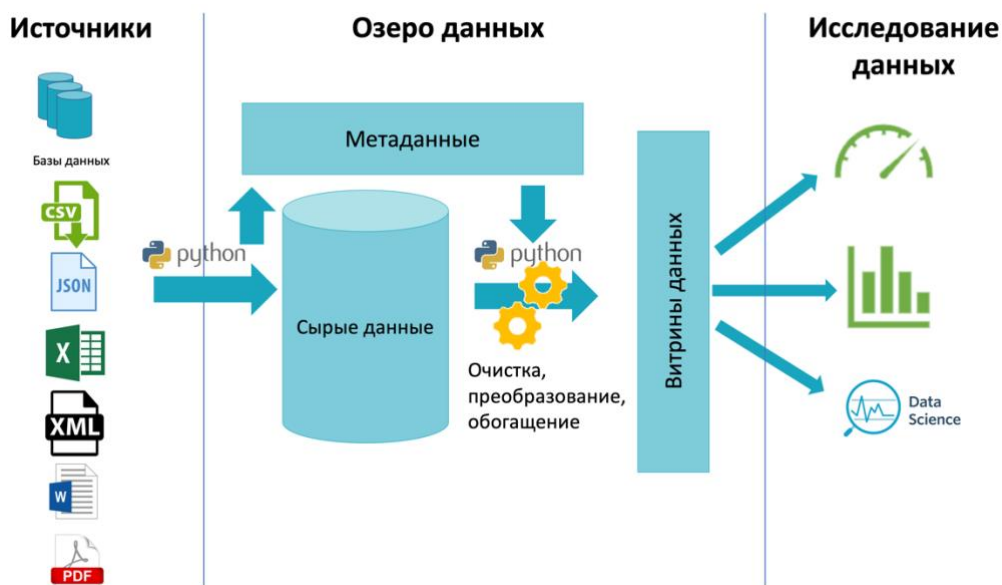 Источники
Базы данных
CSV
JSON
X
XML
W
PDF
Озеро данных
Метаданные
python
Сырые данные
python
Очистка,
преобразование,
обогащение
Витрины данных
Исследование
данных
Data
Science